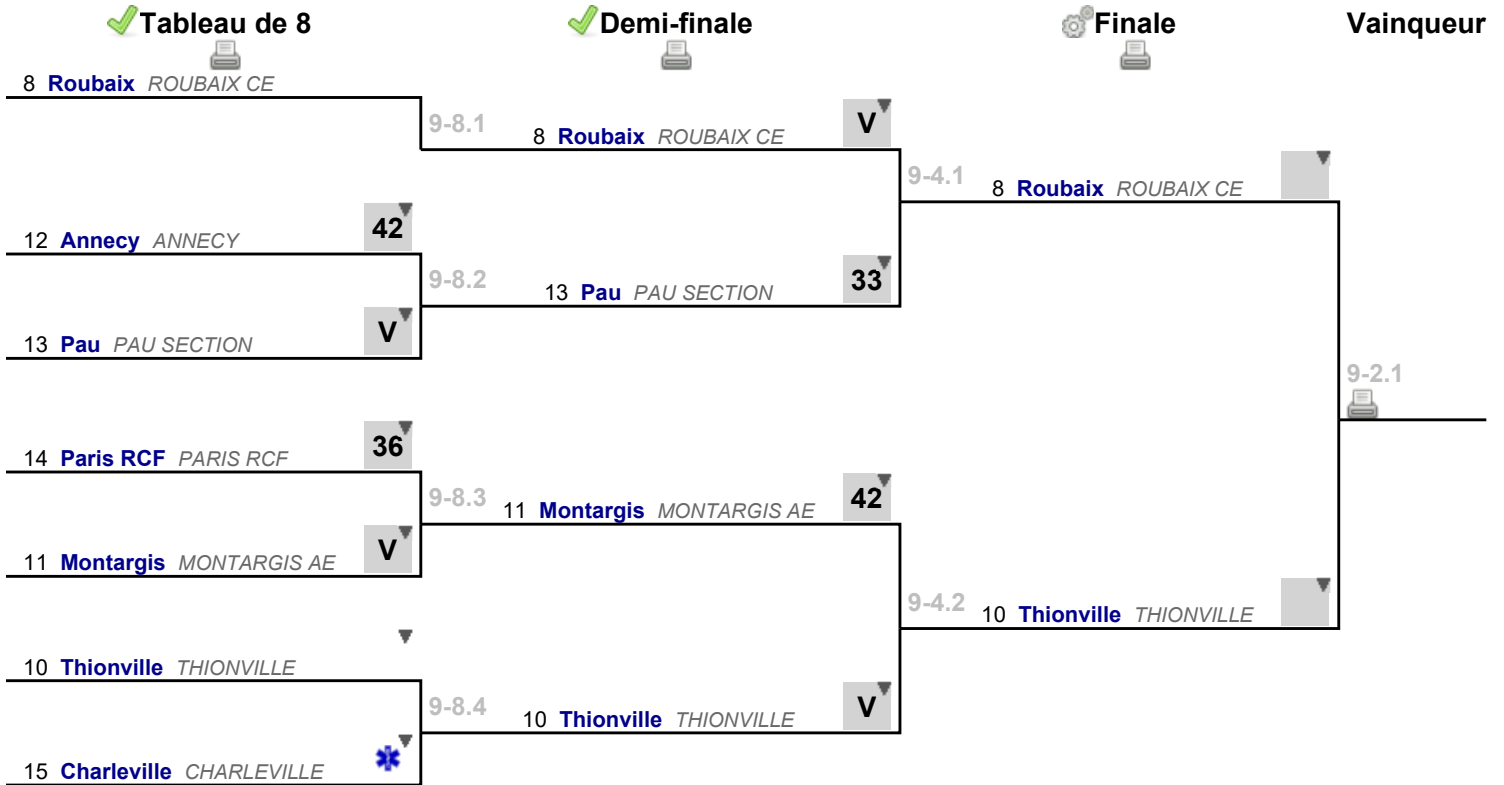 Tableau de 8
Demi-finale
Finale
Vainqueur
8 Roubaix ROUBAIX CE
9-8.1
8 Roubaix ROUBAIX CE V
9-4.1
8 Roubaix ROUBAIX CE
12 Annecy ANNECY 42
9-8.2
13 Pau PAU SECTION 33
13 Pau PAU SECTION V
9-2.1
14 Paris RCF PARIS RCF 36
9-8.3
11 Montargis MONTARGIS AE 42
11 Montargis MONTARGIS AE V
9-4.2
10 Thionville THIONVILLE
10 Thionville THIONVILLE
9-8.4
10 Thionville THIONVILLE V
15 Charleville CHARLEVILLE